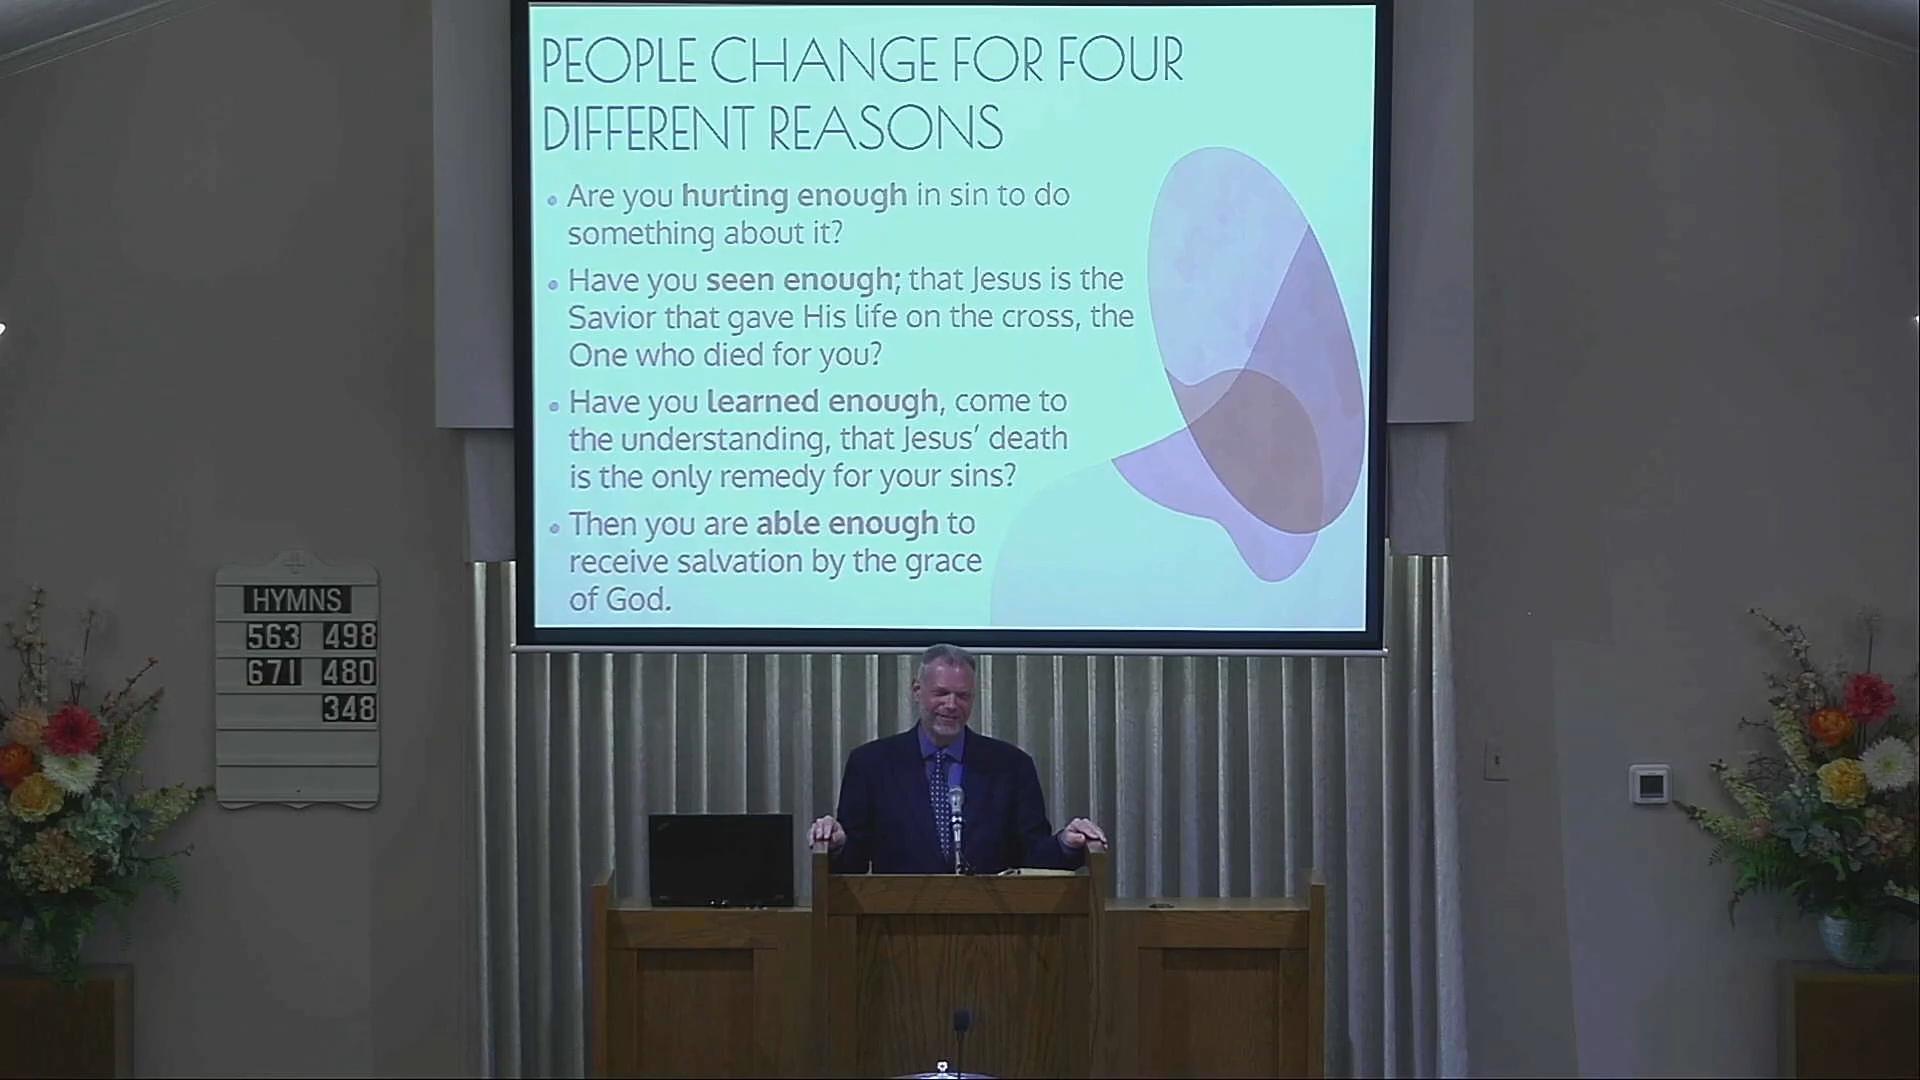 PEOPLE CHANGE FOR FOUR
DIFFERENT REASONS
• Are you hurting enough in sin to do
something about it?
• Have you seen enough; that Jesus is the
Savior that gave His life on the cross, the
One who died for you?
• Have you learned enough, come to
the understanding, that Jesus’ death
is the only remedy for your sins?
• Then you are able enough to
receive salvation by the grace
of God.
HYMNS
563 498
671 480
348